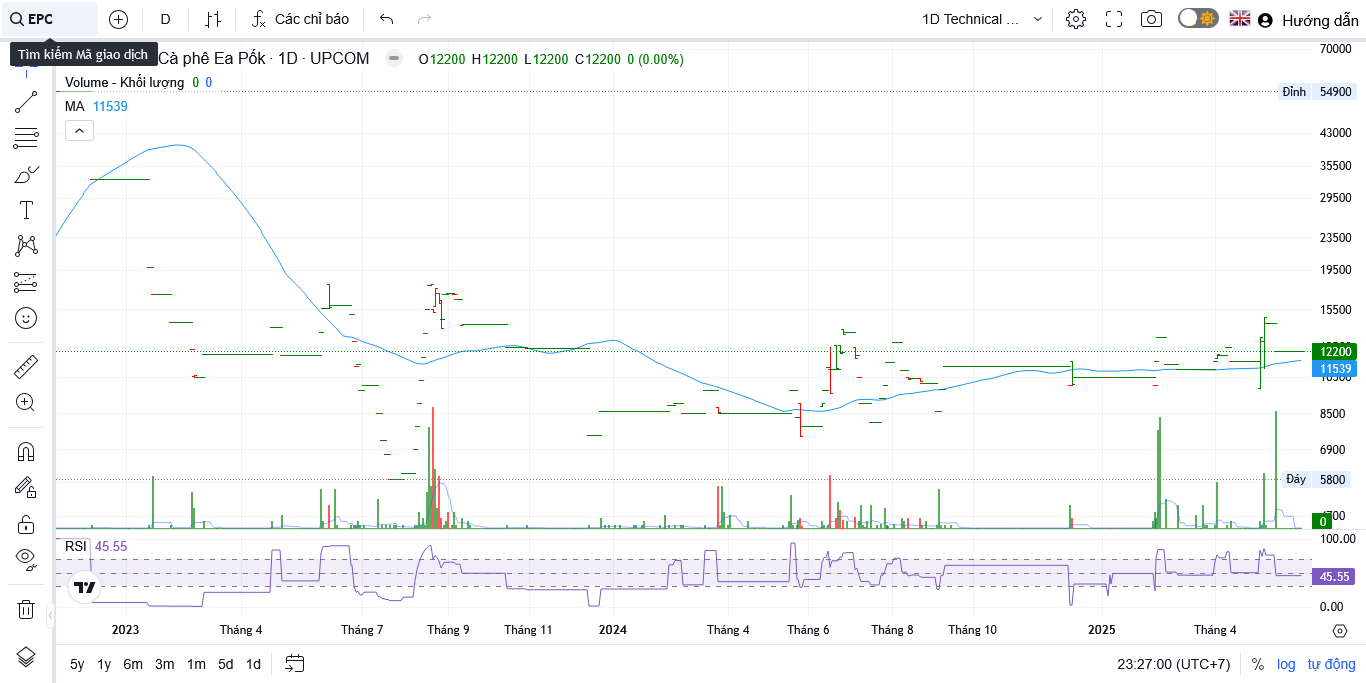 EPC D Các chỉ báo 1D Technical ... Hướng dẫn
Tìm kiếm Mã giao dịch
Cà phê Ea Pốk · 1D · UPCOM O12200 H12200 L12200 C12200 0 (0.00%)
Volume - Khối lượng 0 0
MA 11539
70000
Đỉnh 54900
43000
35500
29500
23500
19500
15500
12200
11539
8500
6900
Đáy 5800
0
RSI 45.55
100.00
45.55
0.00
2023 Tháng 4 Tháng 7 Tháng 9 Tháng 11 2024 Tháng 4 Tháng 6 Tháng 8 Tháng 10 2025 Tháng 4
5y 1y 6m 3m 1m 5d 1d 23:27:00 (UTC+7) % log tự động